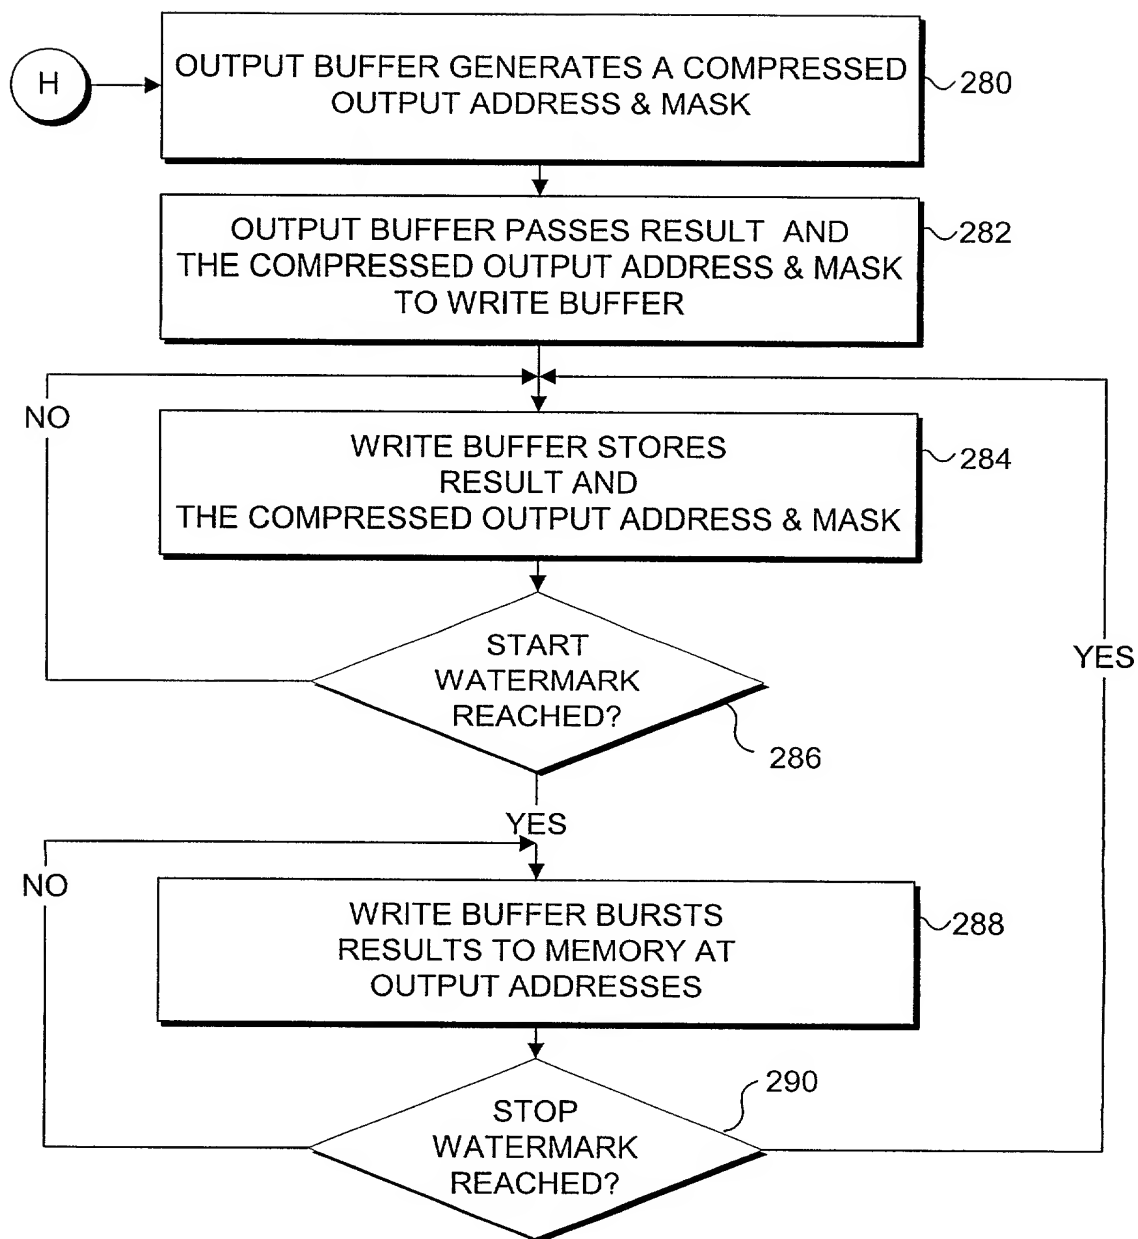 H
OUTPUT BUFFER GENERATES A COMPRESSED
OUTPUT ADDRESS & MASK
280
OUTPUT BUFFER PASSES RESULT AND
THE COMPRESSED OUTPUT ADDRESS & MASK
TO WRITE BUFFER
282
NO
WRITE BUFFER STORES
RESULT AND
THE COMPRESSED OUTPUT ADDRESS & MASK
284
START
WATERMARK
REACHED?
286
YES
YES
NO
WRITE BUFFER BURSTS
RESULTS TO MEMORY AT
OUTPUT ADDRESSES
288
STOP
WATERMARK
REACHED?
290